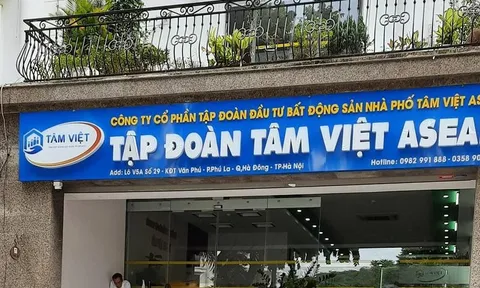 TÂM VIỆT
CÔNG TY CỔ PHẦN TẬP ĐOÀN ĐẦU TƯ BẤT ĐỘNG SẢN NHÀ PHỐ TÂM VIỆT AS
TẬP ĐOÀN TÂM VIỆT ASEA
Add: Lô V5A Số 29 - KĐT Văn Phú - P.Phú La - Q.Hà Đông - TP-Hà Nội
Hotline: 0982 991 888 - 0358 90